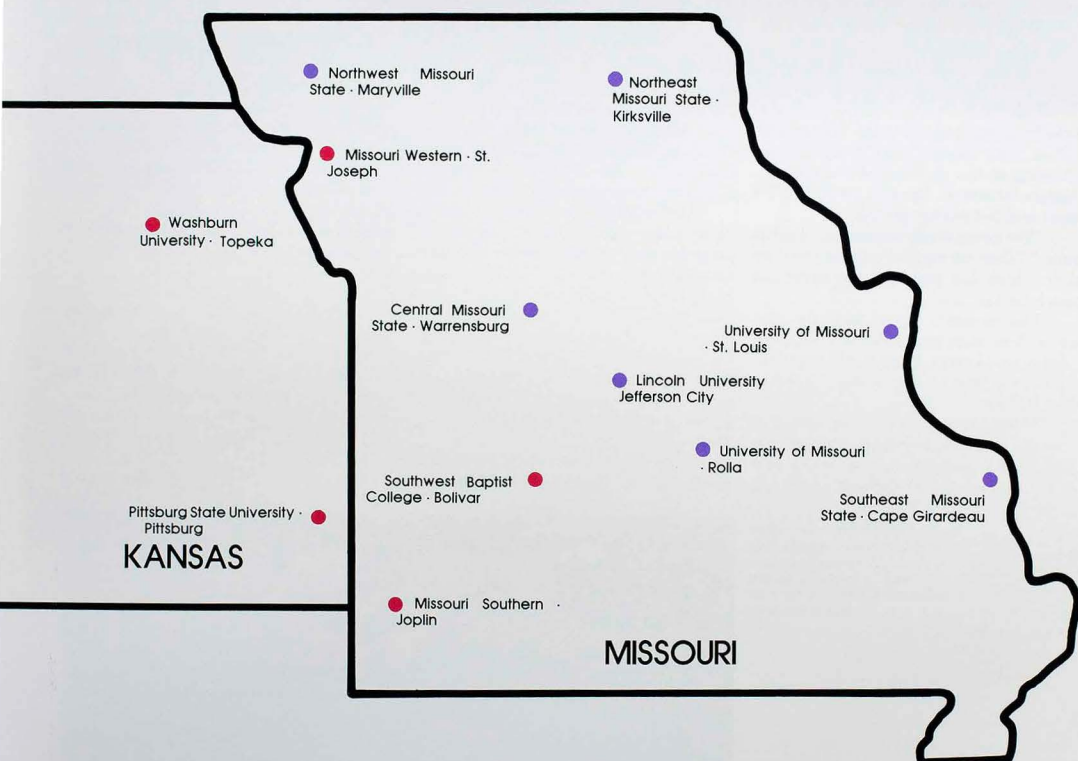 Northwest Missouri
State · Maryville
Northeast
Missouri State ·
Kirksville
Missouri Western · St.
Joseph
Washburn
University · Topeka
Central Missouri
State · Warrensburg
University of Missouri
· St. Louis
Lincoln University
Jefferson City
University of Missouri
· Rolla
Southwest Baptist
College · Bolivar
Southeast Missouri
State · Cape Girardeau
Pittsburg State University ·
Pittsburg
KANSAS
Missouri Southern ·
Joplin
MISSOURI